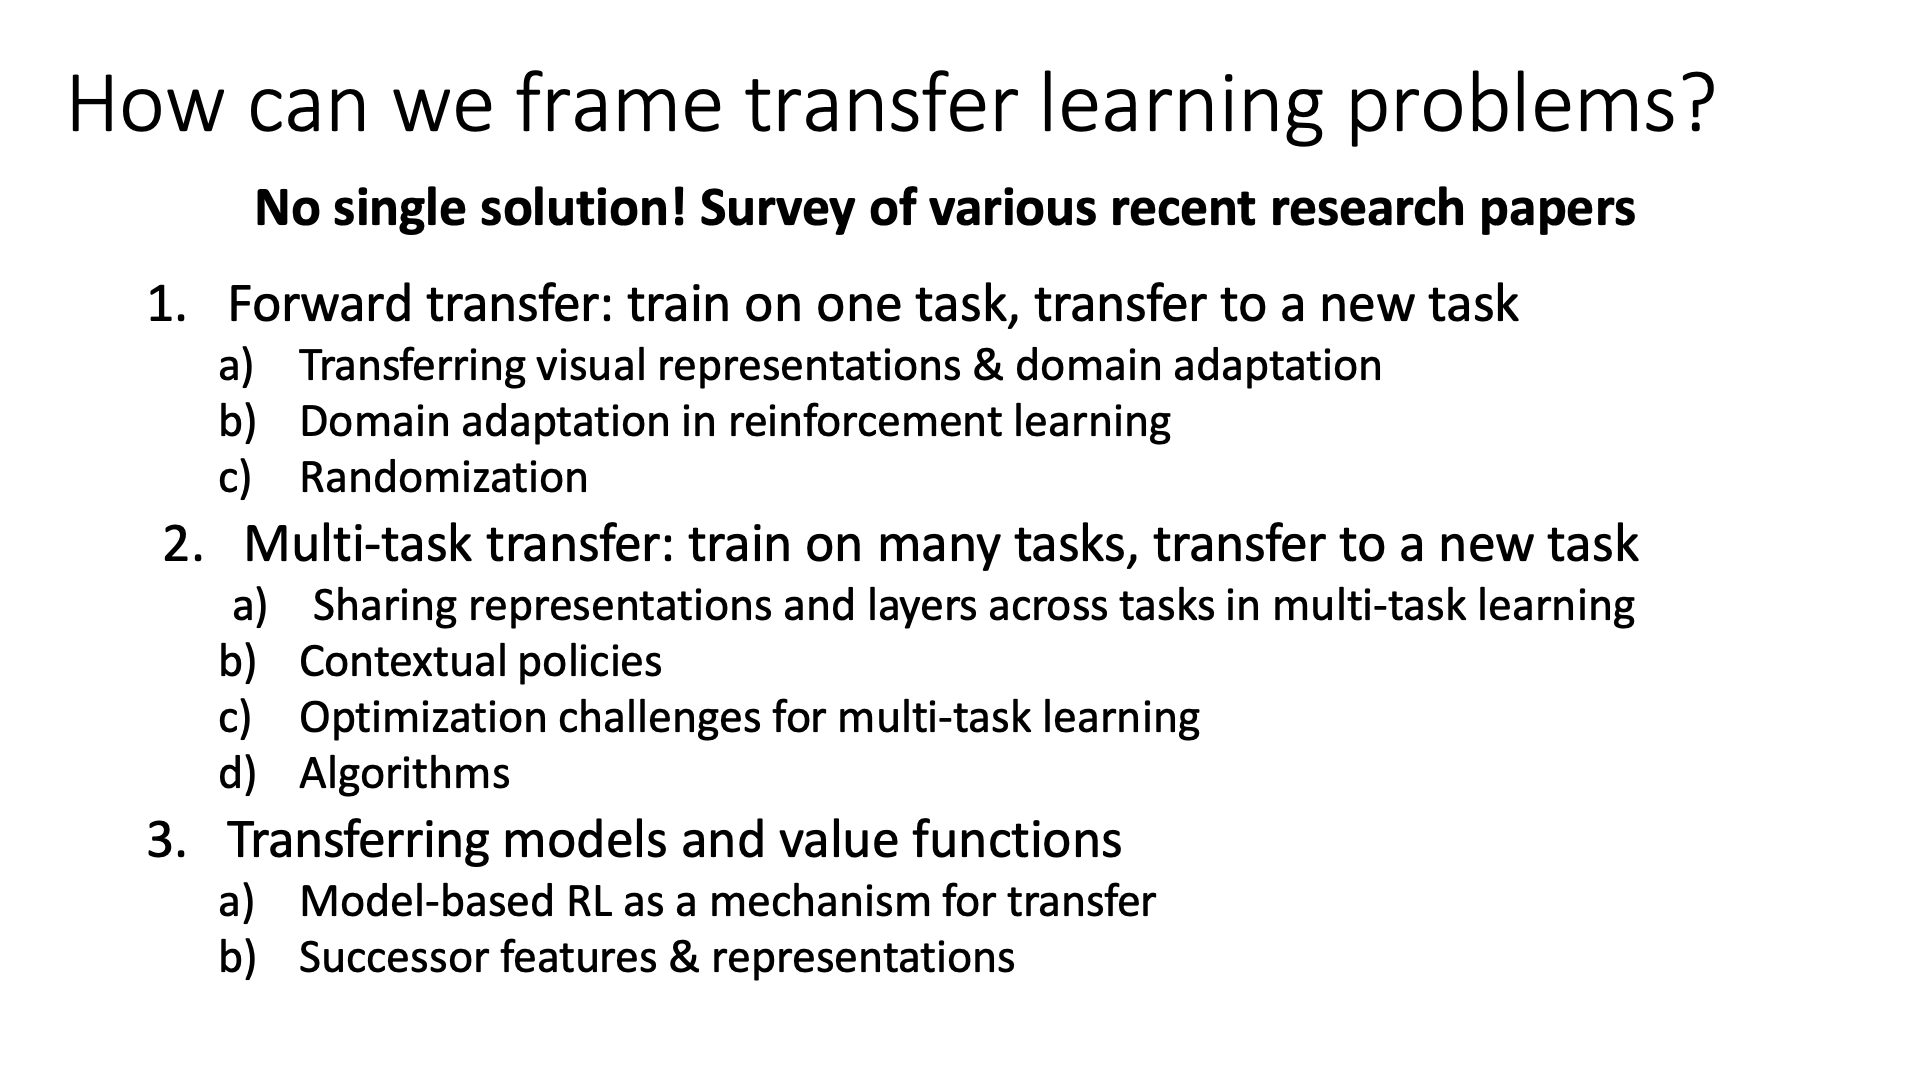 How can we frame transfer learning problems?
No single solution! Survey of various recent research papers
1. Forward transfer: train on one task, transfer to a new task
a) Transferring visual representations & domain adaptation
b) Domain adaptation in reinforcement learning
c) Randomization
2. Multi-task transfer: train on many tasks, transfer to a new task
a) Sharing representations and layers across tasks in multi-task learning
b) Contextual policies
c) Optimization challenges for multi-task learning
d) Algorithms
3. Transferring models and value functions
a) Model-based RL as a mechanism for transfer
b) Successor features & representations